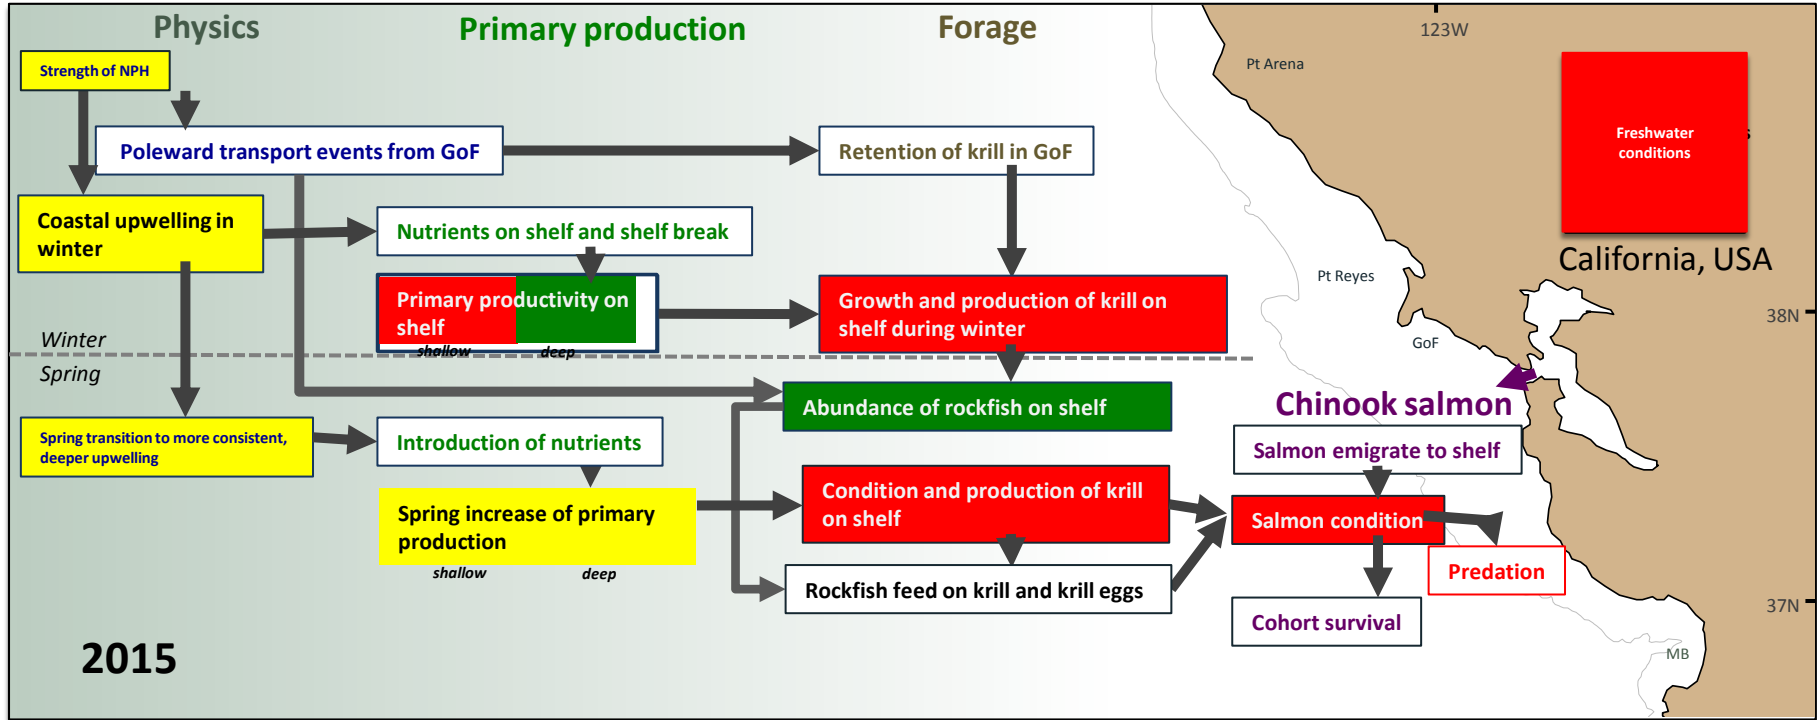 Physics
Primary production
Forage
123W
Strength of NPH
Pt Arena
Freshwater
conditions
s
Poleward transport events from GoF
Retention of krill in GoF
Coastal upwelling in
winter
Nutrients on shelf and shelf break
California, USA
Pt Reyes
Primary productivity on
shelf
shallow
deep
Growth and production of krill on
shelf during winter
38N
Winter
GoF
Spring
Abundance of rockfish on shelf
Chinook salmon
Spring transition to more consistent,
deeper upwelling
Introduction of nutrients
Salmon emigrate to shelf
Spring increase of primary
production
shallow
deep
Condition and production of krill
on shelf
Salmon condition
Rockfish feed on krill and krill eggs
Predation
37N
Cohort survival
2015
MB